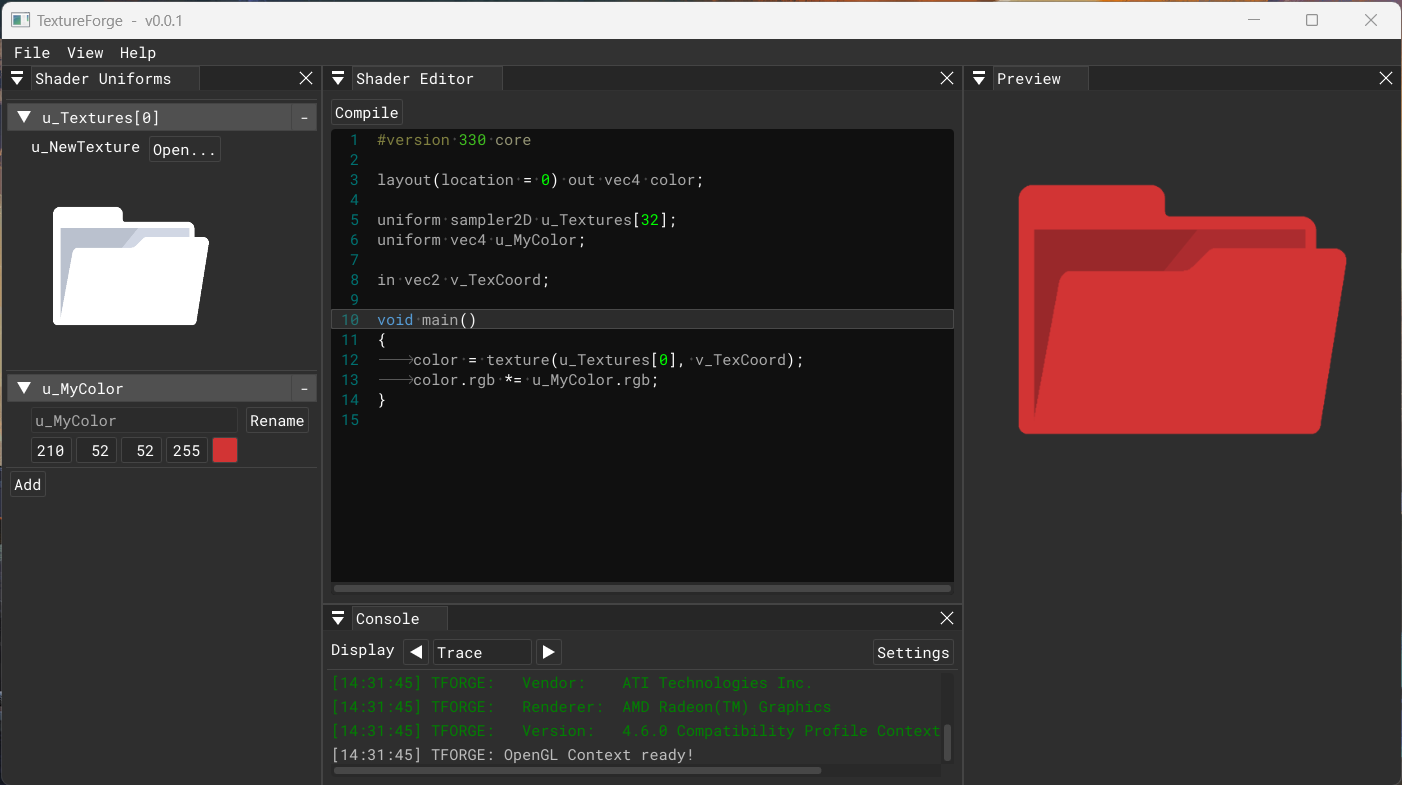 TextureForge - v0.0.1
File View Help
Shader Uniforms
u_Textures[0] -
u_NewTexture Open...
u_MyColor -
u_MyColor Rename
210 52 52 255
Add
Shader Editor
Compile
1 #version·330·core
2
3 layout(location·=·0)·out·vec4·color;
4
5 uniform·sampler2D·u_Textures[32];
6 uniform·vec4·u_MyColor;
7
8 in·vec2·v_TexCoord;
9
10 void·main()
11 {
12 color·=·texture(u_Textures[0],·v_TexCoord);
13 color.rgb·*=·u_MyColor.rgb;
14 }
15
Console
Display Trace Settings
[14:31:45] TFORGE: Vendor: ATI Technologies Inc.
[14:31:45] TFORGE: Renderer: AMD Radeon(TM) Graphics
[14:31:45] TFORGE: Version: 4.6.0 Compatibility Profile Context
[14:31:45] TFORGE: OpenGL Context ready!
Preview